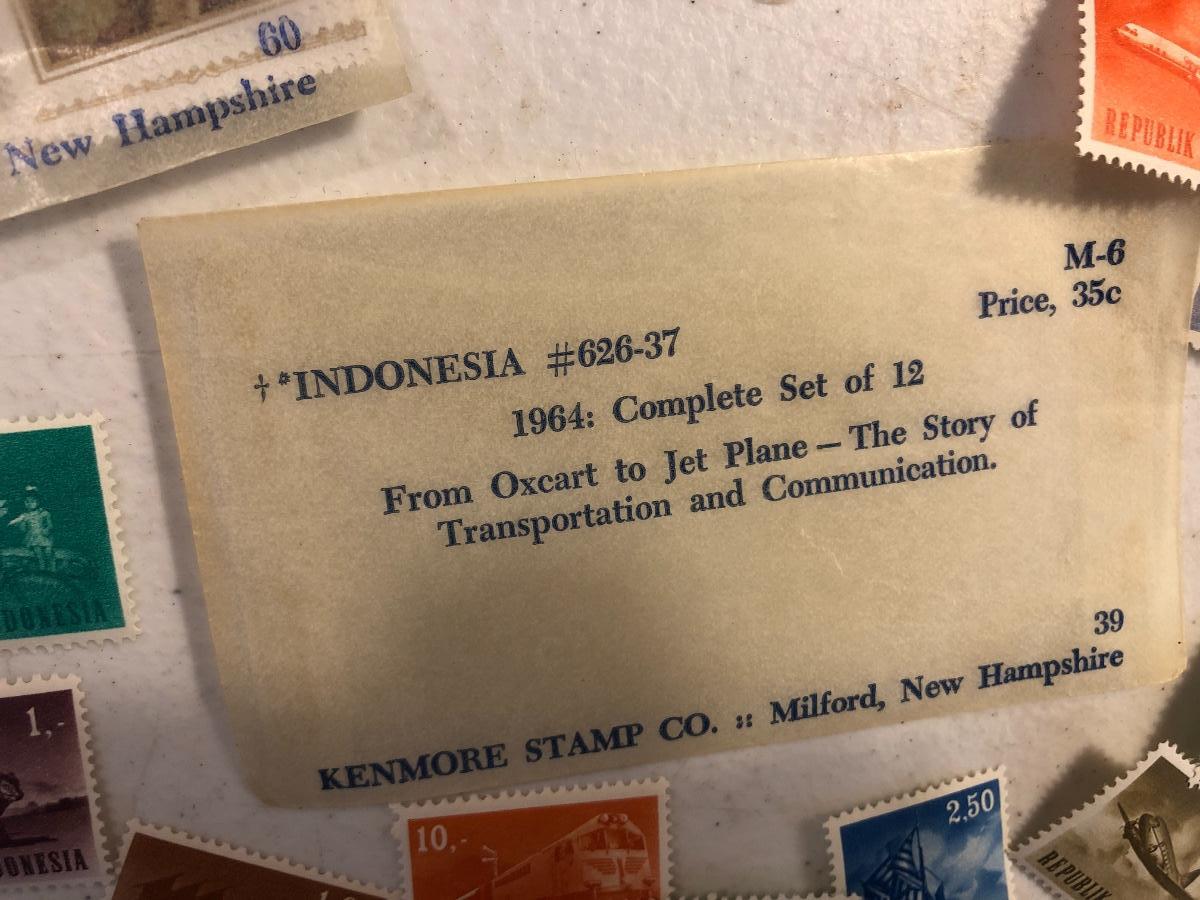 60
New Hampshire
REPUBLIK
M-6
Price, 35c
†*INDONESIA #626-37
1964: Complete Set of 12
From Oxcart to Jet Plane — The Story of
Transportation and Communication.
39
KENMORE STAMP CO. :: Milford, New Hampshire
DONESIA
1,-
DONESIA
10,-
2,50
REPUBLIK